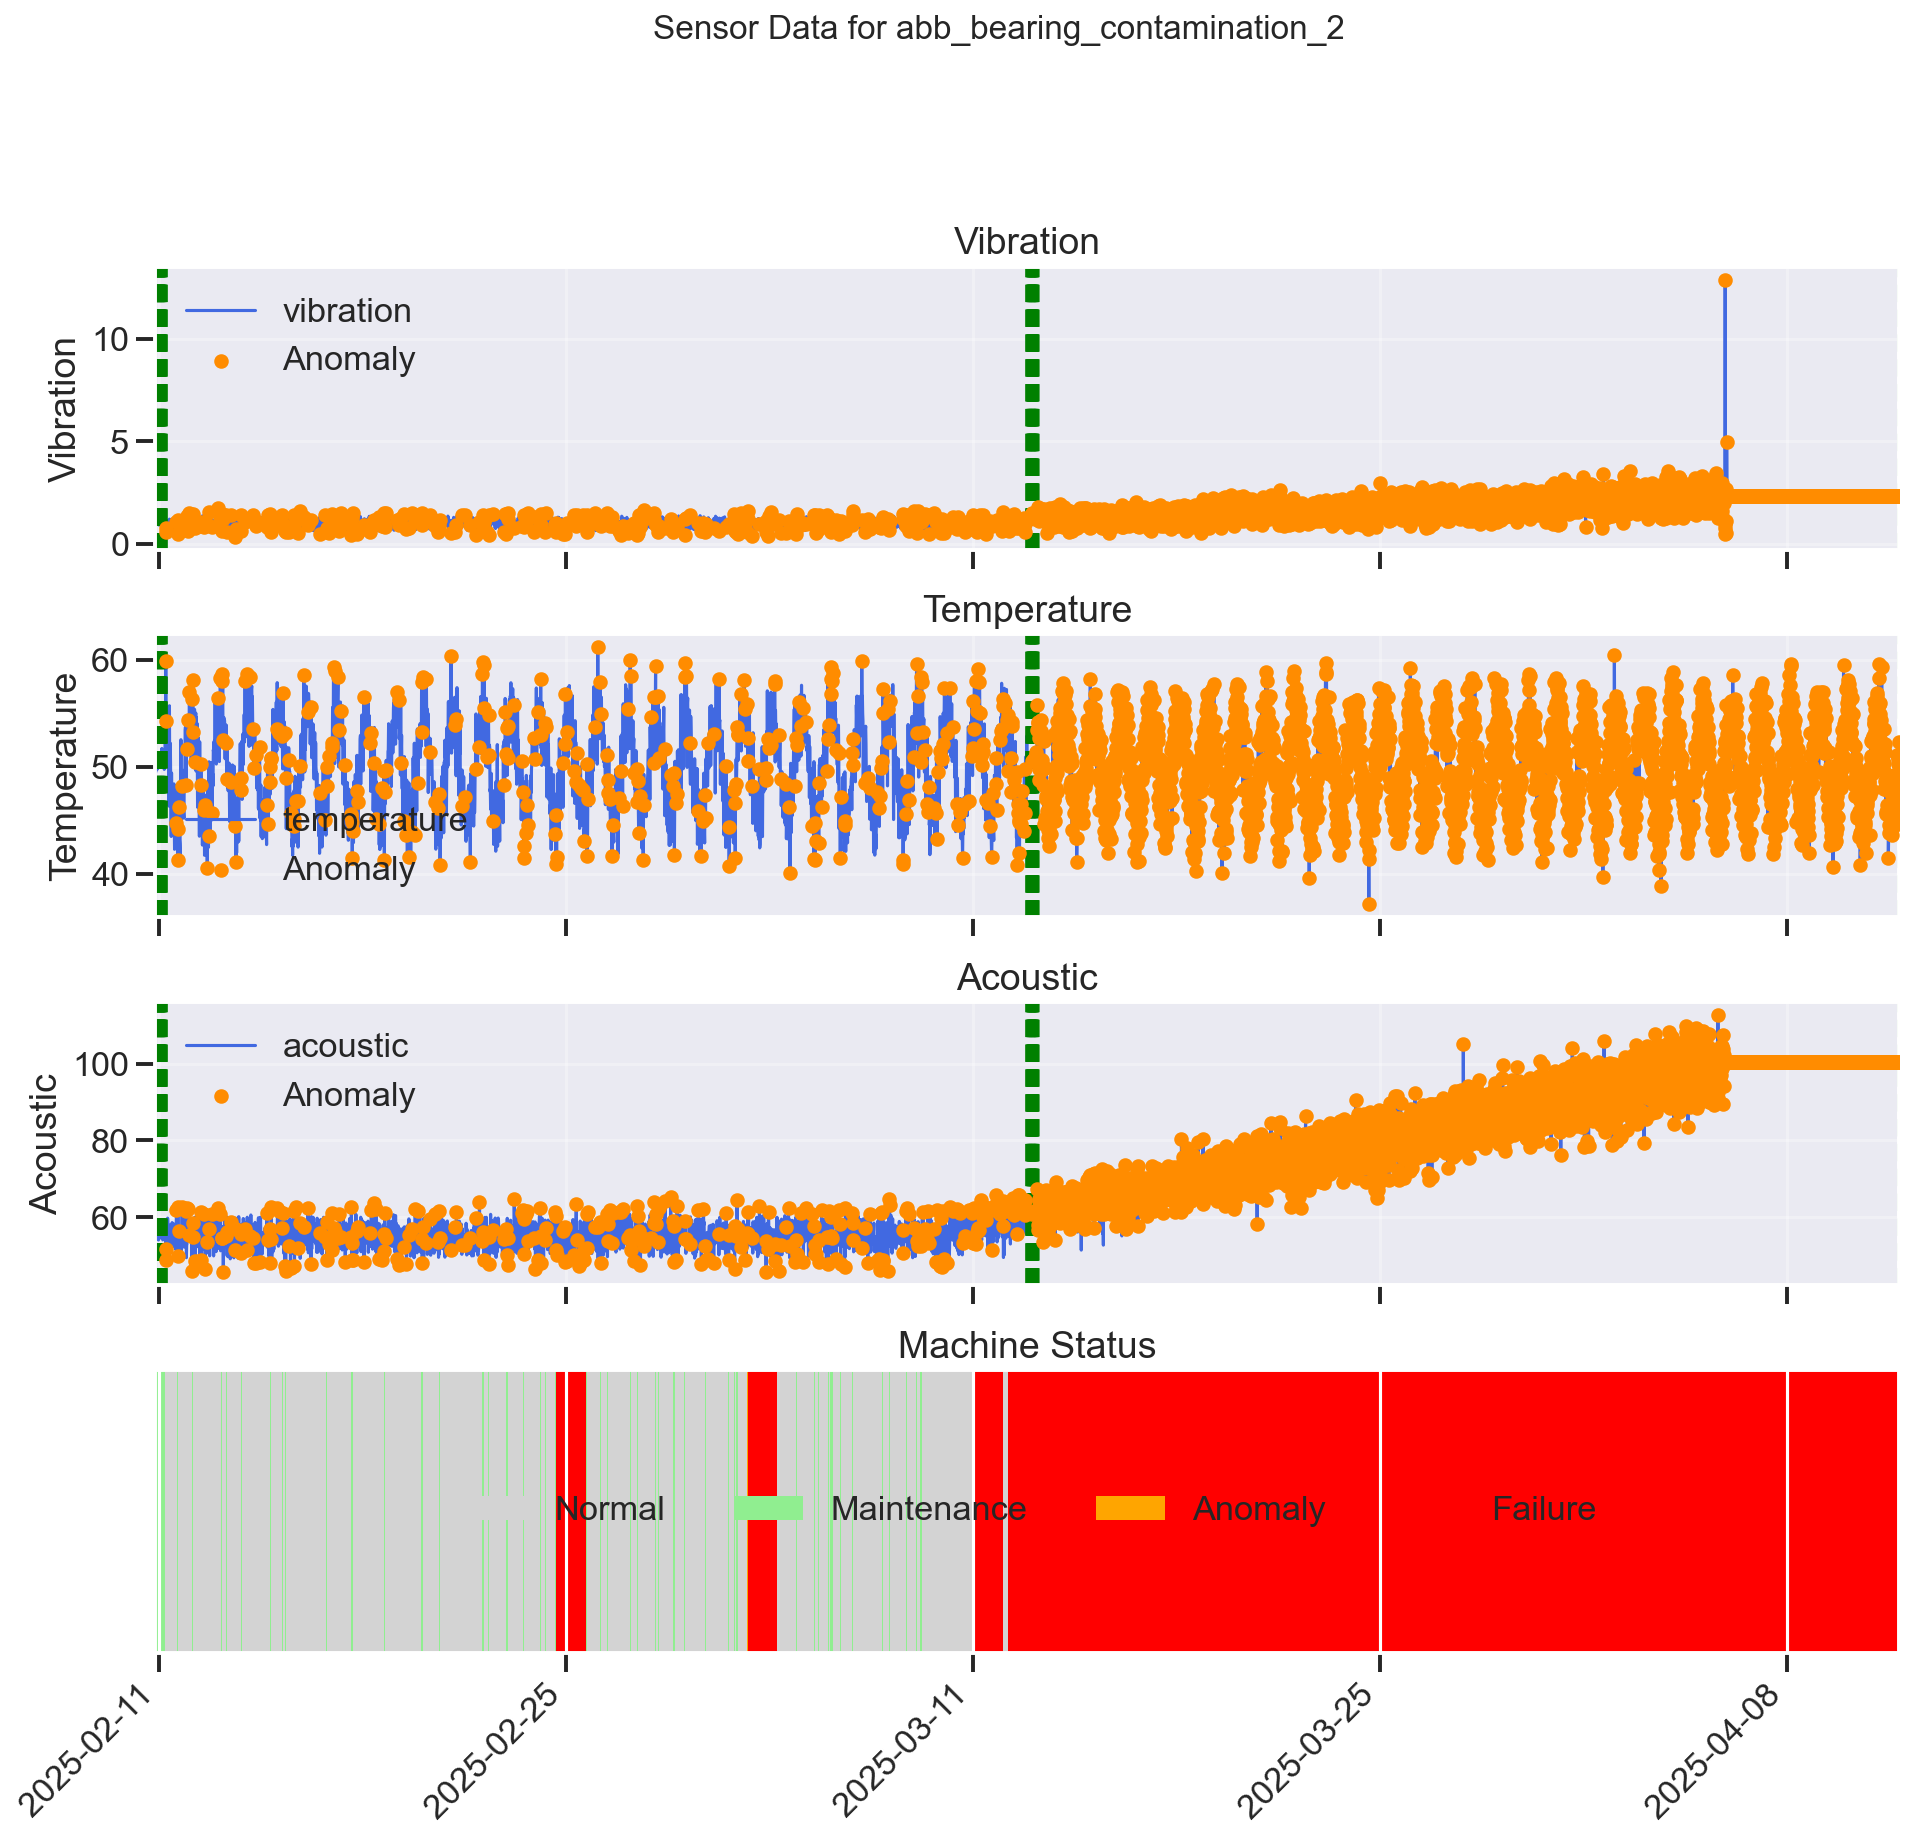 Sensor Data for abb_bearing_contamination_2
Vibration
Vibration
10
5
0
vibration
Anomaly
Temperature
Temperature
60
50
40
temperature
Anomaly
Acoustic
Acoustic
100
80
60
acoustic
Anomaly
Machine Status
Normal
Maintenance
Anomaly
Failure
2025-02-11
2025-02-25
2025-03-11
2025-03-25
2025-04-08